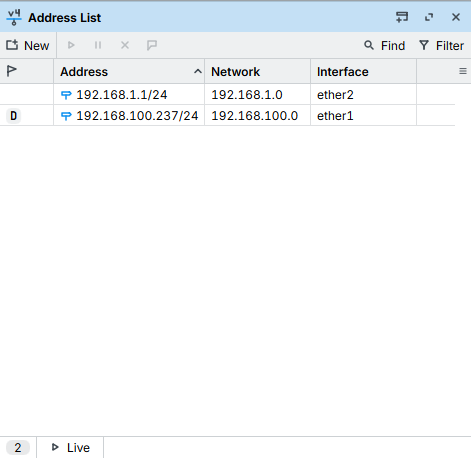 v4 Address List
New Find Filter
Address Network Interface
192.168.1.1/24 192.168.1.0 ether2
D 192.168.100.237/24 192.168.100.0 ether1
2 Live